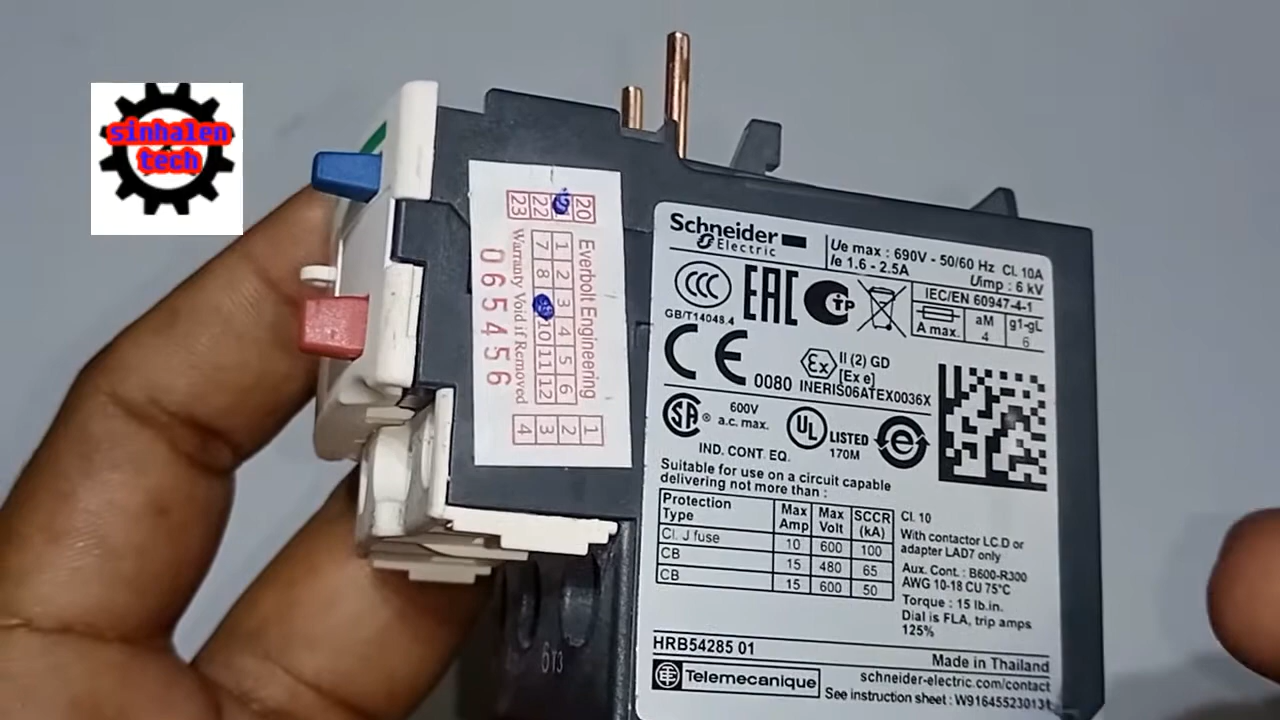 sinhalen
tech
20
22
23
1 2 3 4 5 6
7 8 10 11 12
1
2
3
4
Everbolt Engineering
Warranty Void if Removed
065456
Schneider
Electric
Ue max : 690V - 50/60 Hz Cl. 10A
Ie 1.6 - 2.5A
Uimp : 6 kV
IEC/EN 60947-4-1
A max.
aM
4
g1-gL
6
CCC
GB/T14048.4
EAC
CE 0080
Ex
II (2) GD
[Ex e]
INERIS06ATEX0036X
SA ®
600V
a.c. max.
UL LISTED
170M
IND. CONT. EQ.
Suitable for use on a circuit capable
delivering not more than :
Protection Type Max Amp Max Volt SCCR (kA)
Cl. J fuse 10 600 100
CB 15 480 65
CB 15 600 50
Cl. 10
With contactor LC.D or
adapter LAD7 only
Aux. Cont. : B600-R300
AWG 10-18 CU 75°C
Torque : 15 lb.in.
Dial is FLA, trip amps
125%
HRB54285 01
Made in Thailand
Telemecanique
schneider-electric.com/contact
See instruction sheet : W916455230131
6T3